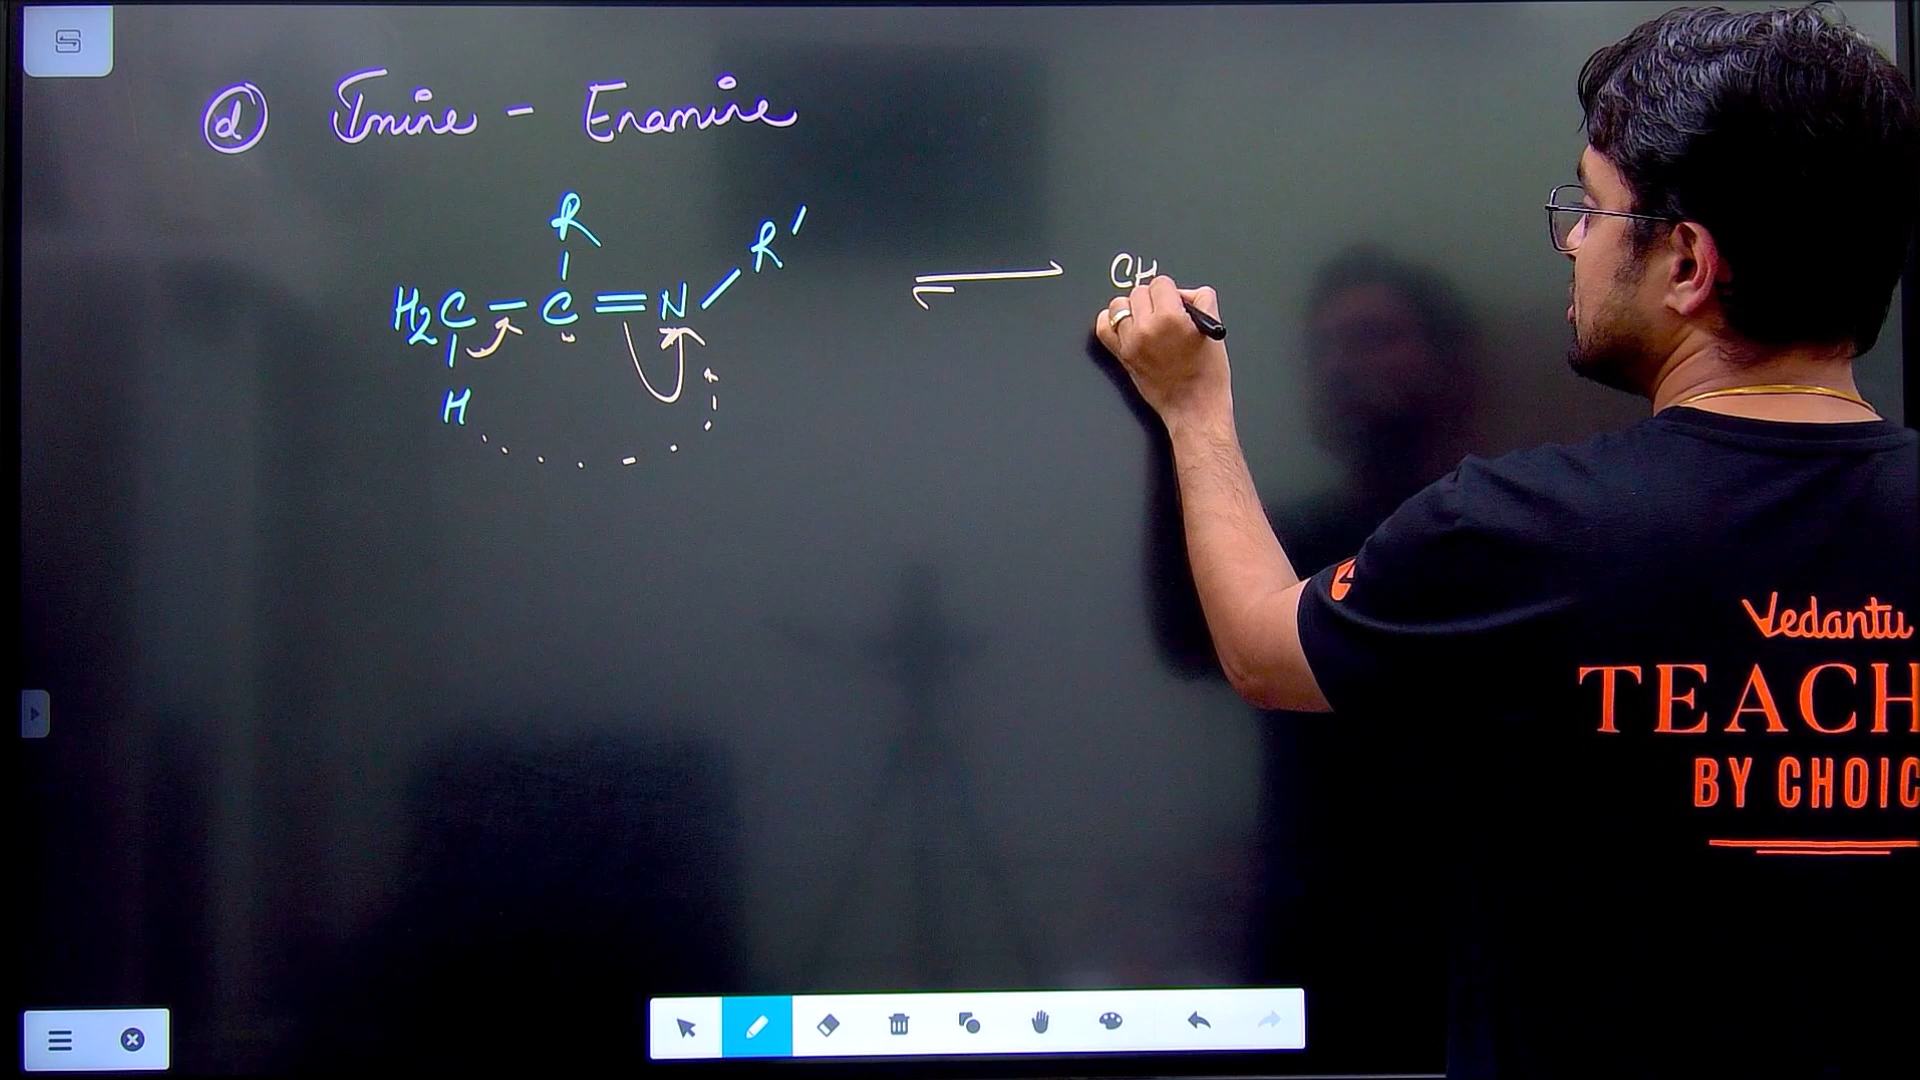 d Imine - Enamine
R
R'
H2C - C = N
H
CH
Vedantu
TEACH
BY CHOIC